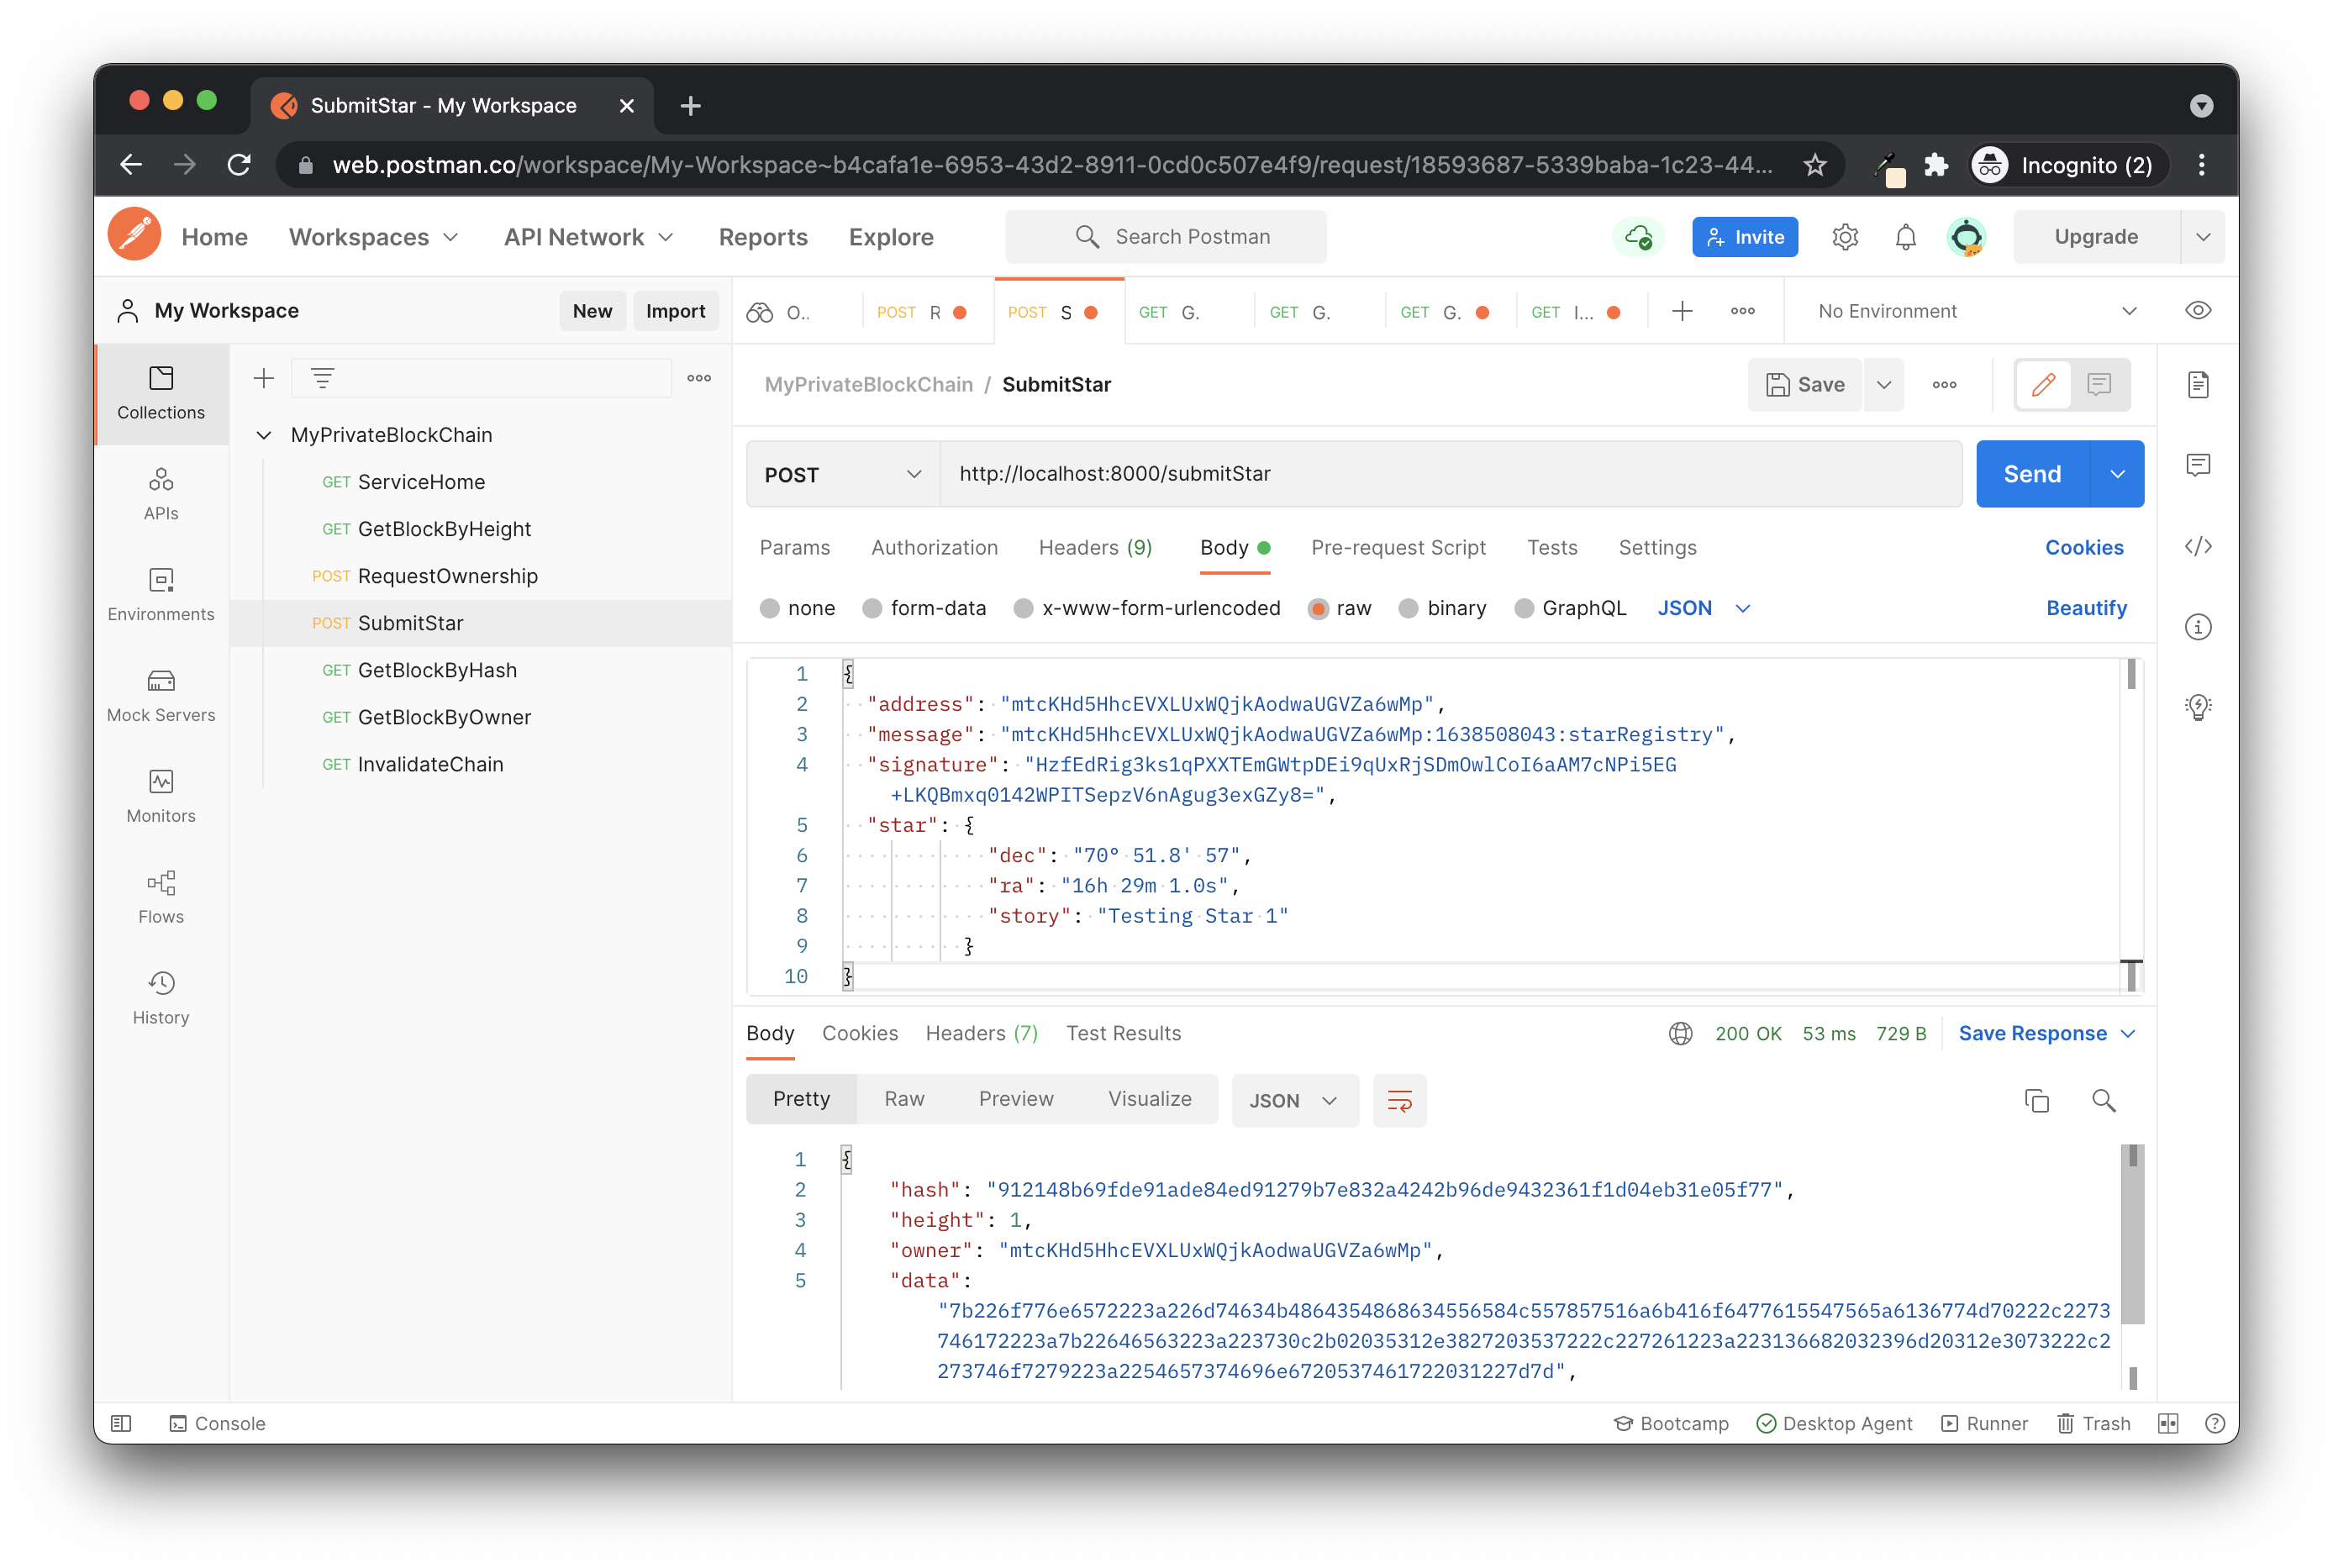 SubmitStar - My Workspace
web.postman.co/workspace/My-Workspace~b4cafa1e-6953-43d2-8911-0cd0c507e4f9/request/18593687-5339baba-1c23-44...
Incognito (2)
Home Workspaces API Network Reports Explore Search Postman Invite Upgrade
My Workspace New Import
O.. POST R POST S GET G. GET G. GET G. GET I... No Environment
Collections
APIs
Environments
Mock Servers
Monitors
Flows
History
MyPrivateBlockChain
GET ServiceHome
GET GetBlockByHeight
POST RequestOwnership
POST SubmitStar
GET GetBlockByHash
GET GetBlockByOwner
GET InvalidateChain
MyPrivateBlockChain / SubmitStar Save
POST http://localhost:8000/submitStar Send
Params Authorization Headers (9) Body Pre-request Script Tests Settings Cookies
none form-data x-www-form-urlencoded raw binary GraphQL JSON Beautify
1 {
2 "address": "mtcKHd5HhcEVXLUxWQjkAodwaUGVZa6wMp",
3 "message": "mtcKHd5HhcEVXLUxWQjkAodwaUGVZa6wMp:1638508043:starRegistry",
4 "signature": "HzfEdRig3ks1qPXXTEmGWtpDEi9qUxRjSDmOwlCoI6aAM7cNPi5EG
+LKQBmxq0142WPITSepzV6nAgug3exGZy8=",
5 "star": {
6 "dec": "70° 51.8' 57",
7 "ra": "16h 29m 1.0s",
8 "story": "Testing Star 1"
9 }
10 }
Body Cookies Headers (7) Test Results 200 OK 53 ms 729 B Save Response
Pretty Raw Preview Visualize JSON
1 {
2 "hash": "912148b69fde91ade84ed91279b7e832a4242b96de9432361f1d04eb31e05f77",
3 "height": 1,
4 "owner": "mtcKHd5HhcEVXLUxWQjkAodwaUGVZa6wMp",
5 "data":
"7b226f776e6572223a226d74634b4864354868634556584c557857516a6b416f6477615547565a6136774d70222c2273
746172223a7b22646563223a223730c2b02035312e3827203537222c227261223a223136682032396d20312e3073222c2
273746f7279223a2254657374696e6720537461722031227d7d",
Console Bootcamp Desktop Agent Runner Trash